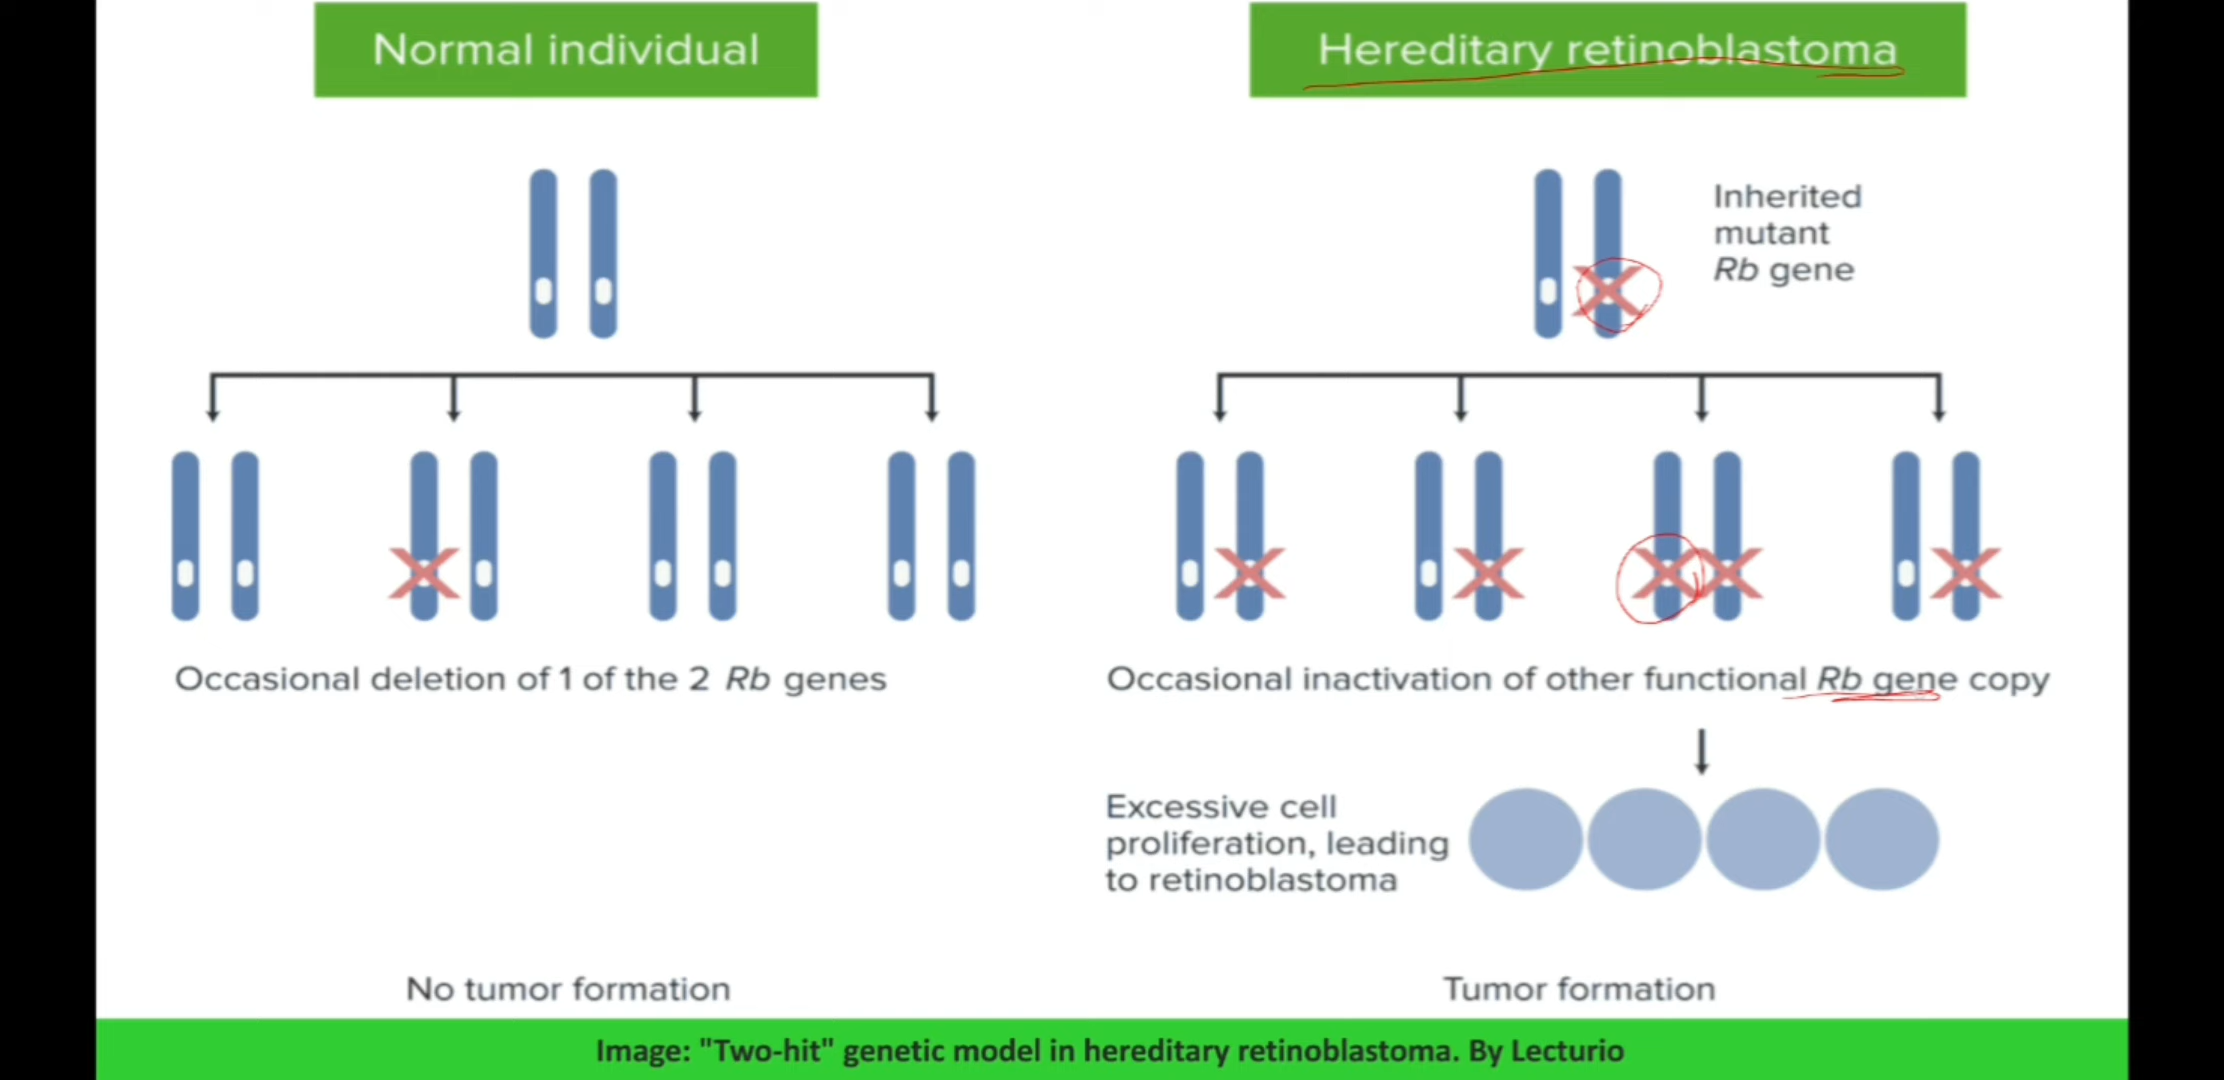 Normal individual
Hereditary retinoblastoma
Inherited
mutant
Rb gene
Occasional deletion of 1 of the 2 Rb genes
Occasional inactivation of other functional Rb gene copy
Excessive cell
proliferation, leading
to retinoblastoma
No tumor formation
Tumor formation
Image: "Two-hit" genetic model in hereditary retinoblastoma. By Lecturio